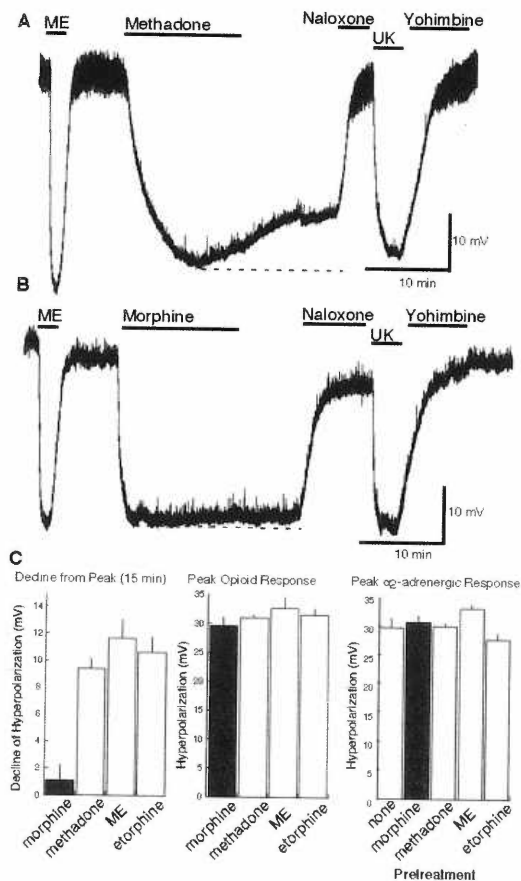 A
ME
Methadone
Naloxone
UK
Yohimbine
10 mV
10 min
B
ME
Morphine
Naloxone
UK
Yohimbine
10 mV
10 min
C
Decline from Peak (15 min)
Decline of Hyperpolarization (mV)
14
12
10
8
6
4
2
0
morphine
methadone
ME
etorphine
Peak Opioid Response
Hyperpolarization (mV)
35
30
25
20
15
10
5
0
morphine
methadone
ME
etorphine
Peak α2-adrenergic Response
Hyperpolarization (mV)
35
30
25
20
15
10
5
0
none
morphine
methadone
ME
etorphine
Pretreatment